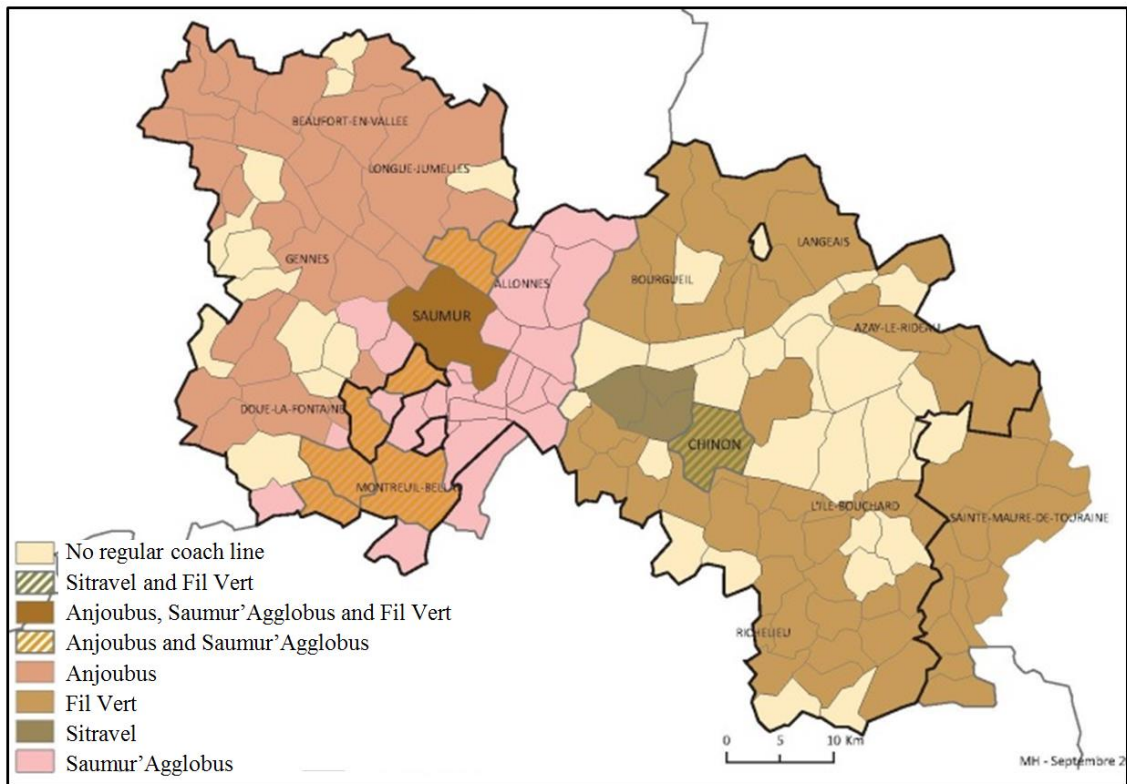 BEAUFORT-EN-VALLEE
LONGUE-JUMELLES
GENNES
ALLONNES
SAUMUR
BOURGUEIL
LANGEAIS
AZAY-LE-RIDEAU
DOUE-LA-FONTAINE
CHINON
MONTREUIL-BELLAY
L'ILE-BOUCHARD
SAINTE-MAURE-DE-TOURAINE
RICHELIEU
No regular coach line
Sitravel and Fil Vert
Anjoubus, Saumur'Agglobus and Fil Vert
Anjoubus and Saumur'Agglobus
Anjoubus
Fil Vert
Sitravel
Saumur'Agglobus
0 5 10 Km
MH - Septembre 2